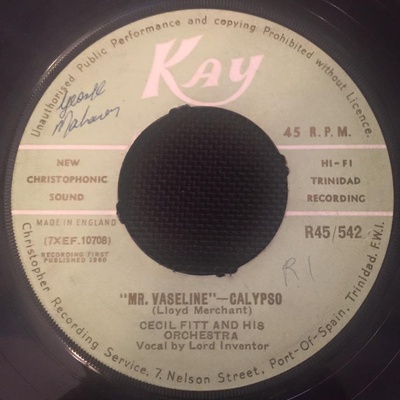 Unauthorised Public Performance and copying Prohibited without Licence.
KAY
45 R.P.M.
NEW
CHRISTOPHONIC
SOUND
HI-FI
TRINIDAD
RECORDING
MADE IN ENGLAND
(7XEF.10708)
RECORDING FIRST
PUBLISHED 1960
R45/542
R1
"MR. VASELINE"—CALYPSO
(Lloyd Merchant)
CECIL FITT AND HIS
ORCHESTRA
Vocal by Lord Inventor
Christopher Recording Service, 7, Nelson Street, Port-Of-Spain, Trinidad, F.W.I.